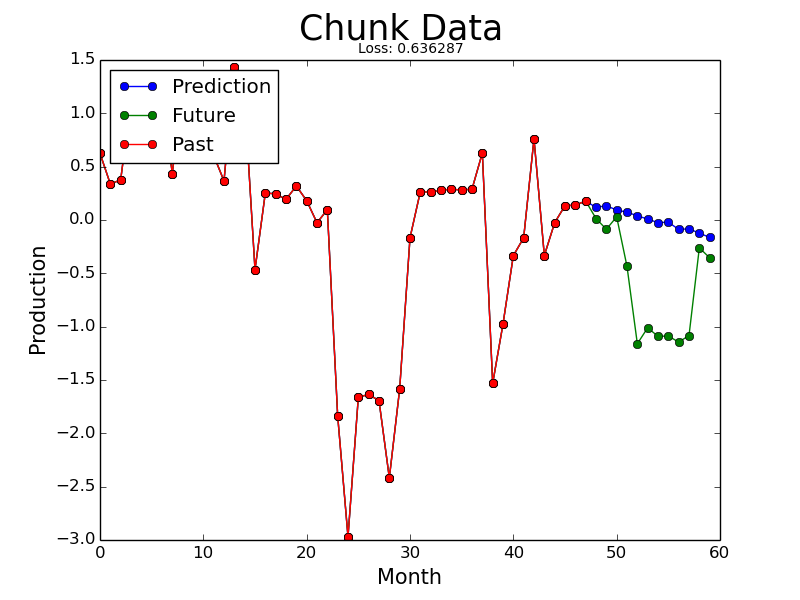 Chunk Data
Loss: 0.636287
1.5
1.0
0.5
0.0
−0.5
−1.0
−1.5
−2.0
−2.5
−3.0
Production
Prediction
Future
Past
0 10 20 30 40 50 60
Month